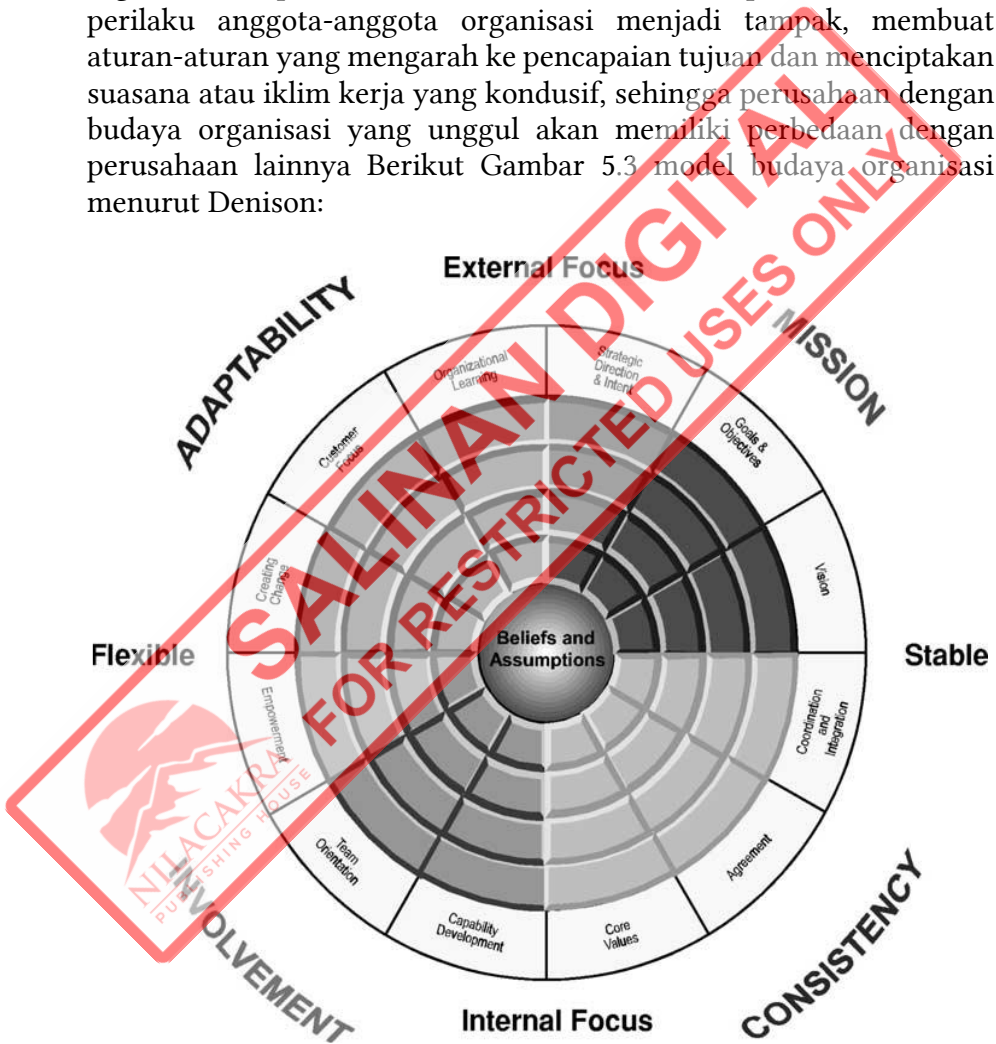 perilaku anggota-anggota organisasi menjadi tampak, membuat
aturan-aturan yang mengarah ke pencapaian tujuan dan menciptakan
suasana atau iklim kerja yang kondusif, sehingga perusahaan dengan
budaya organisasi yang unggul akan memiliki perbedaan dengan
perusahaan lainnya Berikut Gambar 5.3 model budaya organisasi
menurut Denison:
External Focus
ADAPTABILITY
MISSION
Organizational
Learning
Strategic
Direction
& Intent
Customer
Focus
Goals &
Objectives
Creating
Change
Vision
Flexible
Beliefs and
Assumptions
Stable
Empowerment
Coordination
and
Integration
Team
Orientation
Agreement
Capability
Development
Core
Values
INVOLVEMENT
CONSISTENCY
Internal Focus
SALINAN DIGITAL
FOR RESTRICTED USES ONLY
NILACAKRA
PUBLISHING HOUSE